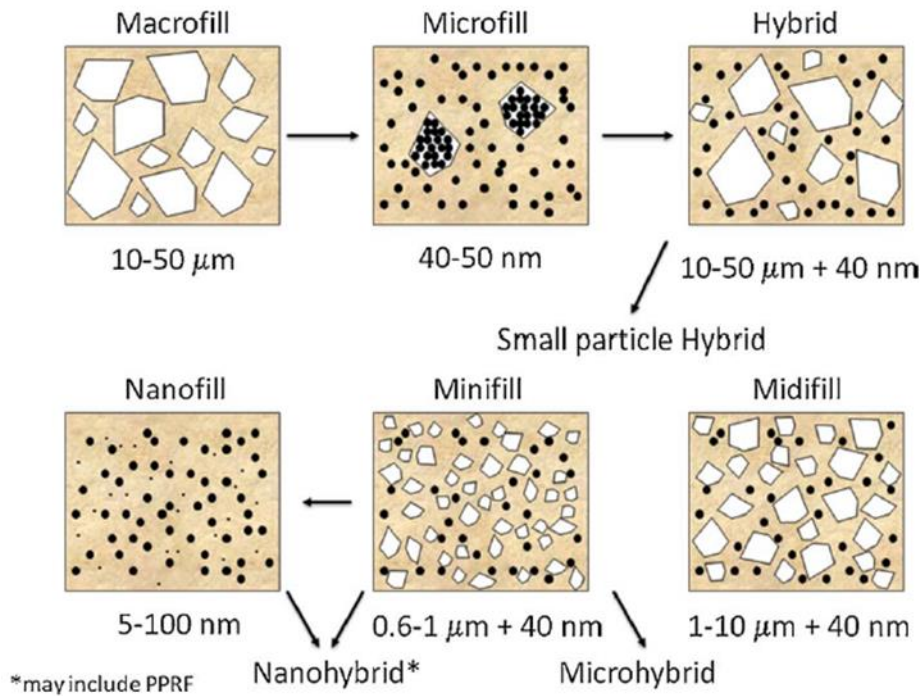 Macrofill Microfill Hybrid
10-50 μm 40-50 nm 10-50 μm + 40 nm
Small particle Hybrid
Nanofill Minifill Midifill
5-100 nm 0.6-1 μm + 40 nm 1-10 μm + 40 nm
*may include PPRF Nanohybrid* Microhybrid